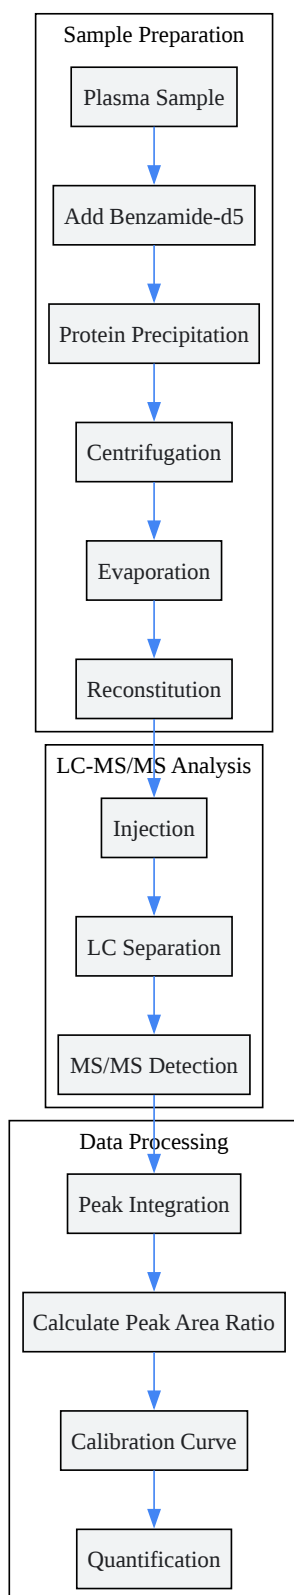 Sample Preparation
Plasma Sample
Add Benzamide-d5
Protein Precipitation
Centrifugation
Evaporation
Reconstitution
LC-MS/MS Analysis
Injection
LC Separation
MS/MS Detection
Data Processing
Peak Integration
Calculate Peak Area Ratio
Calibration Curve
Quantification